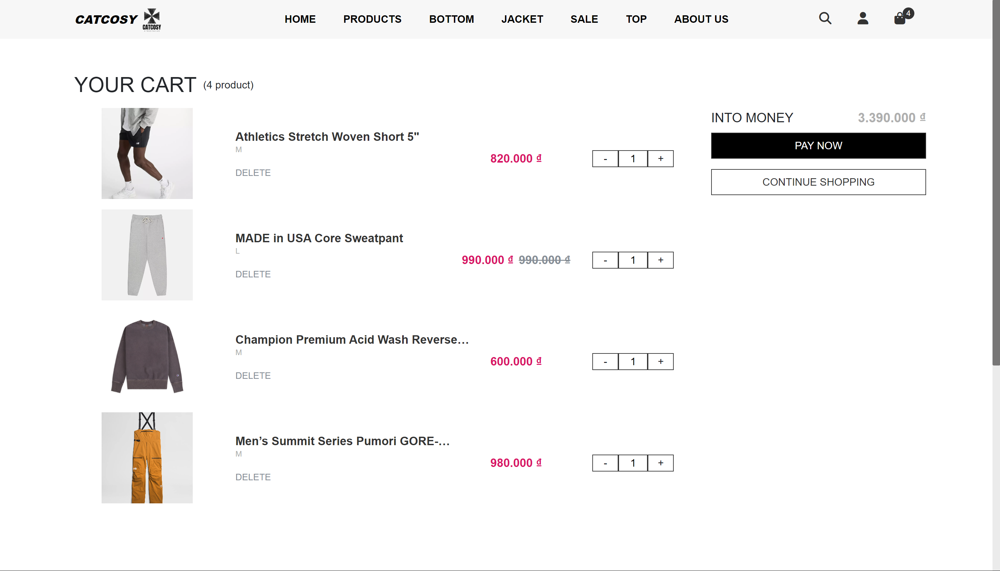 CATCOSY
CATCOSY
HOME PRODUCTS BOTTOM JACKET SALE TOP ABOUT US
4
YOUR CART (4 product)
Athletics Stretch Woven Short 5"
M
820.000 ₫
- 1 +
DELETE
MADE in USA Core Sweatpant
L
990.000 ₫ 990.000 ₫
- 1 +
DELETE
Champion Premium Acid Wash Reverse…
M
600.000 ₫
- 1 +
DELETE
Men’s Summit Series Pumori GORE-…
M
980.000 ₫
- 1 +
DELETE
INTO MONEY 3.390.000 ₫
PAY NOW
CONTINUE SHOPPING